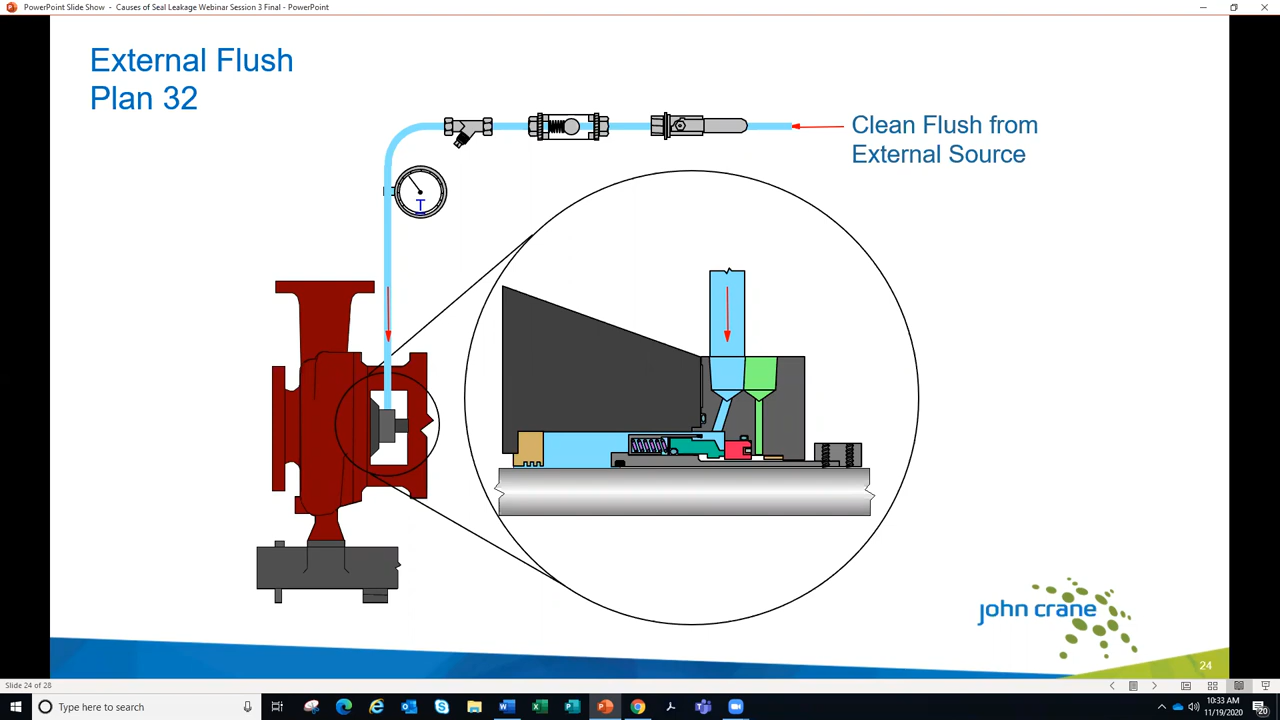 PowerPoint Slide Show - Causes of Seal Leakage Webinar Session 3 Final - PowerPoint
External Flush
Plan 32
Clean Flush from
External Source
T
john crane
24
Slide 24 of 28
Type here to search
10:33 AM
11/19/2020
20